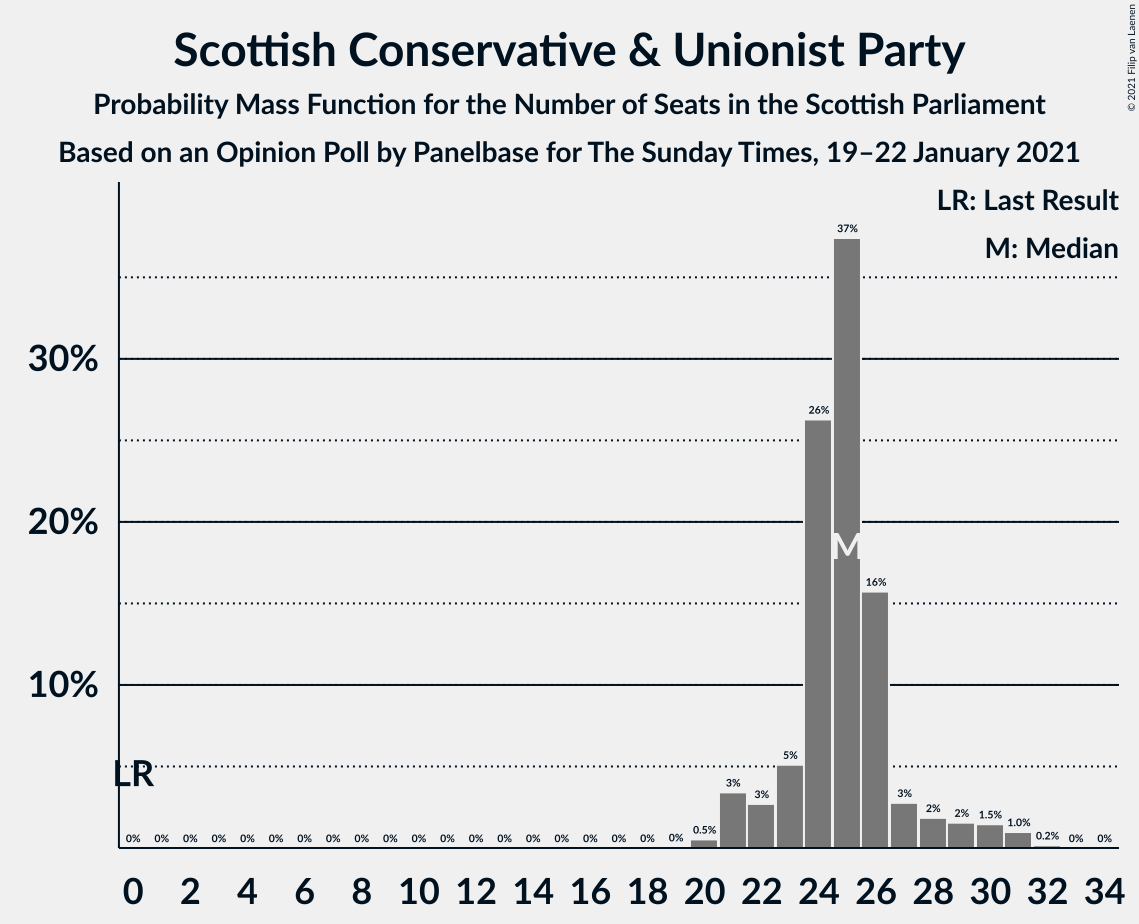 Scottish Conservative & Unionist Party
Probability Mass Function for the Number of Seats in the Scottish Parliament
Based on an Opinion Poll by Panelbase for The Sunday Times, 19–22 January 2021
© 2021 Filip van Laenen
LR: Last Result
M: Median
37%
30%
26%
20%
M
16%
10%
LR
5%
3% 3% 3% 2% 2% 1.5% 1.0%
0% 0% 0% 0% 0% 0% 0% 0% 0% 0% 0% 0% 0% 0% 0% 0% 0% 0% 0% 0% 0.5% 0.2% 0% 0%
0 2 4 6 8 10 12 14 16 18 20 22 24 26 28 30 32 34